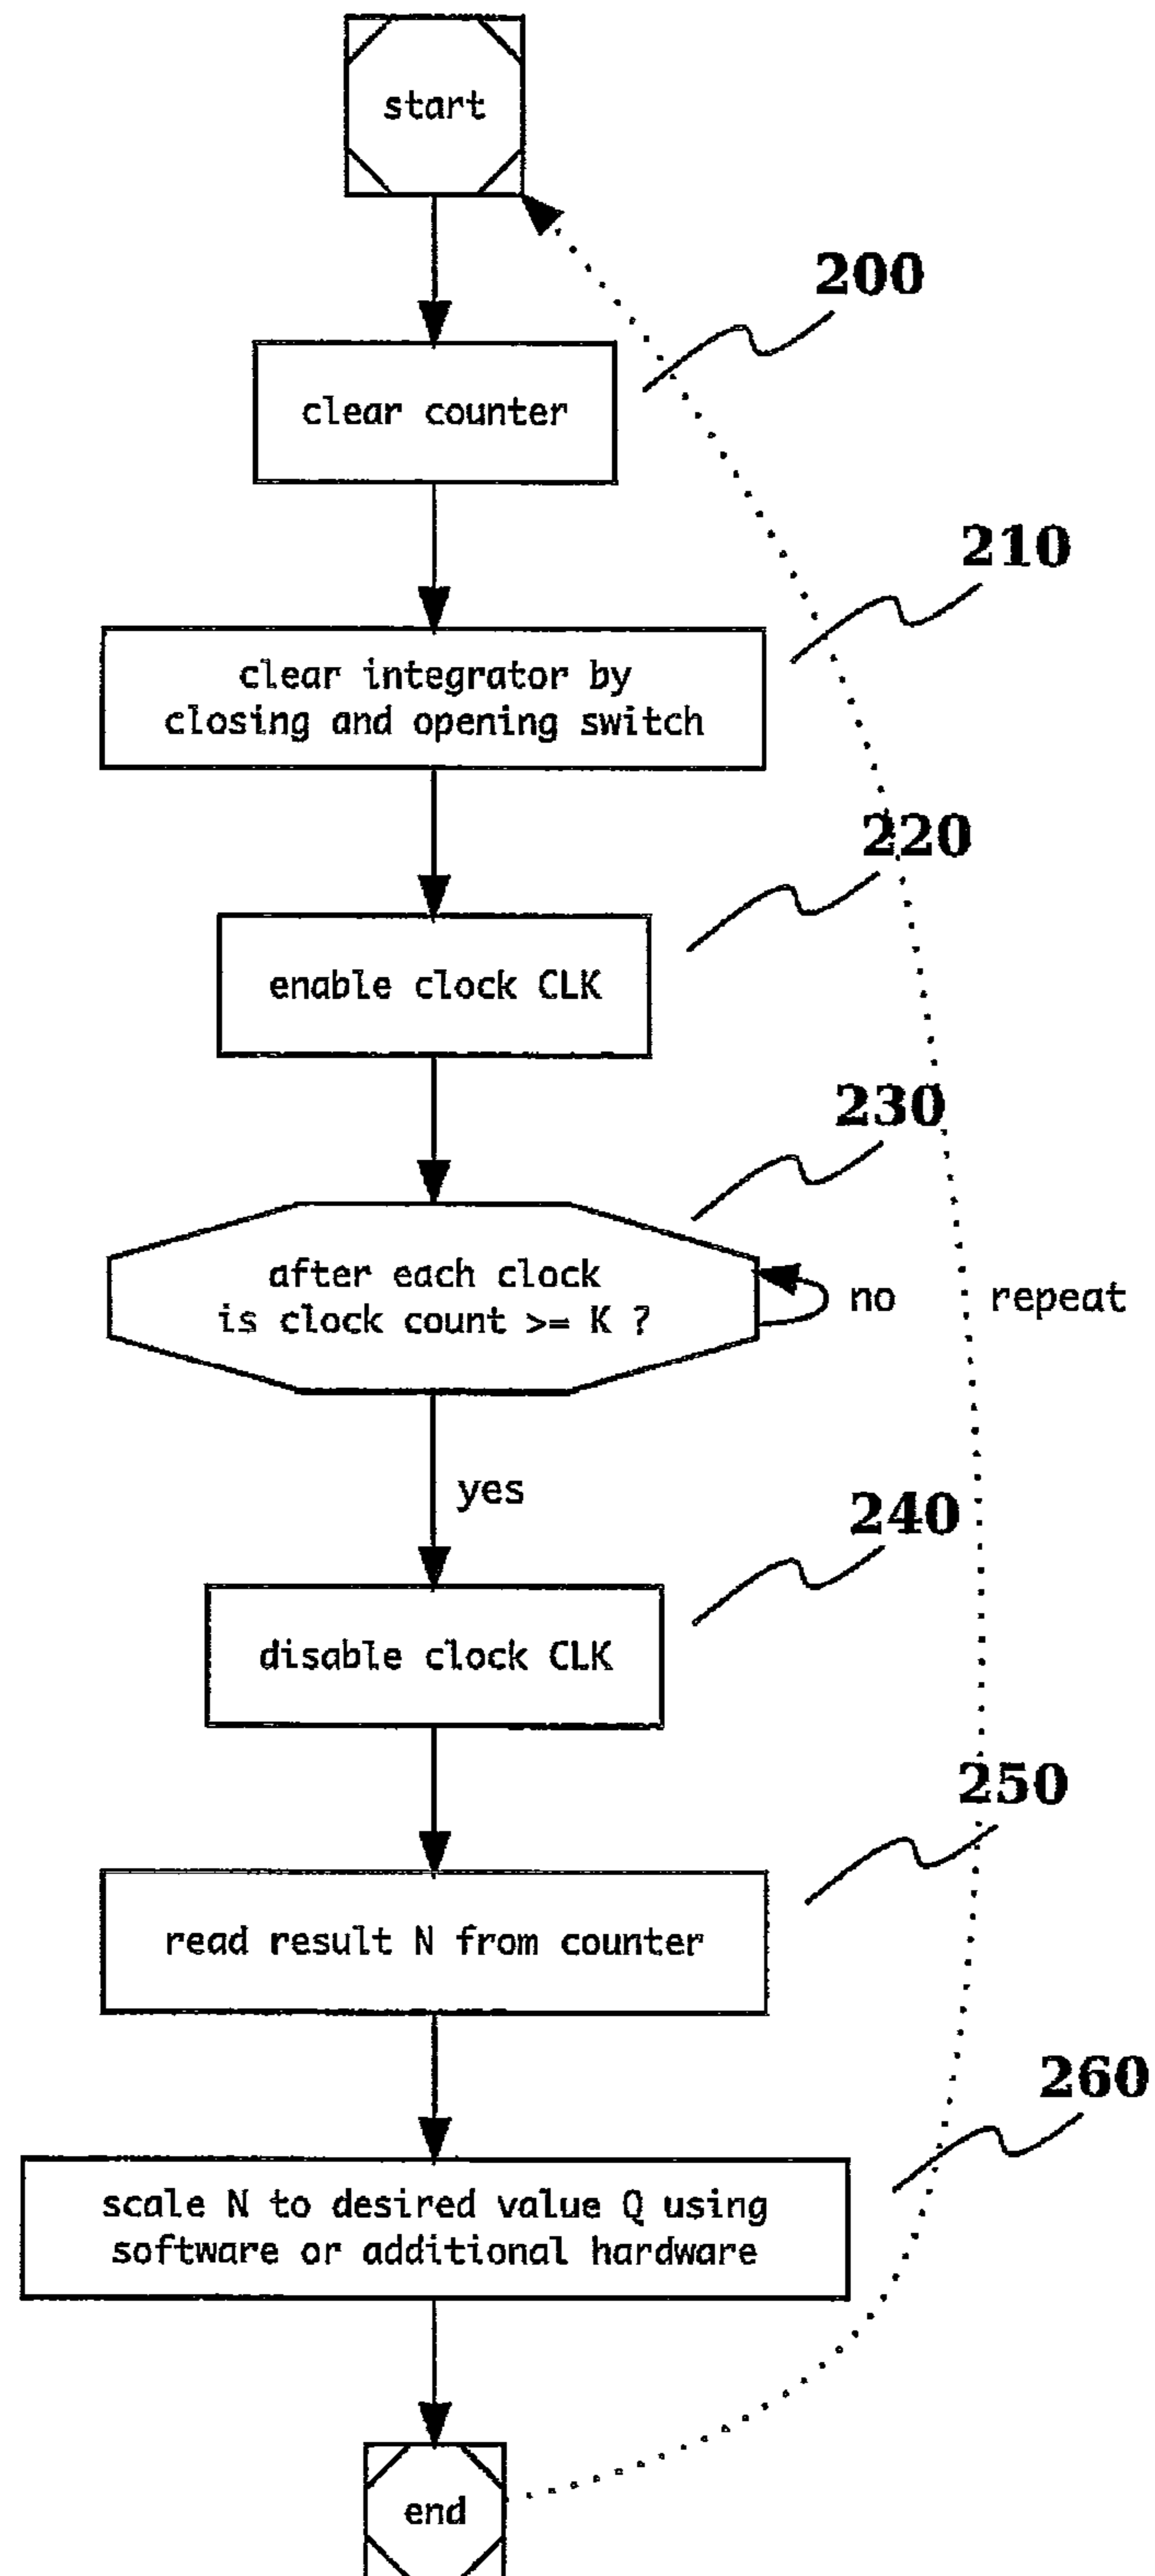 start
200
clear counter
210
clear integrator by
closing and opening switch
220
enable clock CLK
230
after each clock
is clock count >= K ?
no
repeat
yes
240
disable clock CLK
250
read result N from counter
260
scale N to desired value Q using
software or additional hardware
end